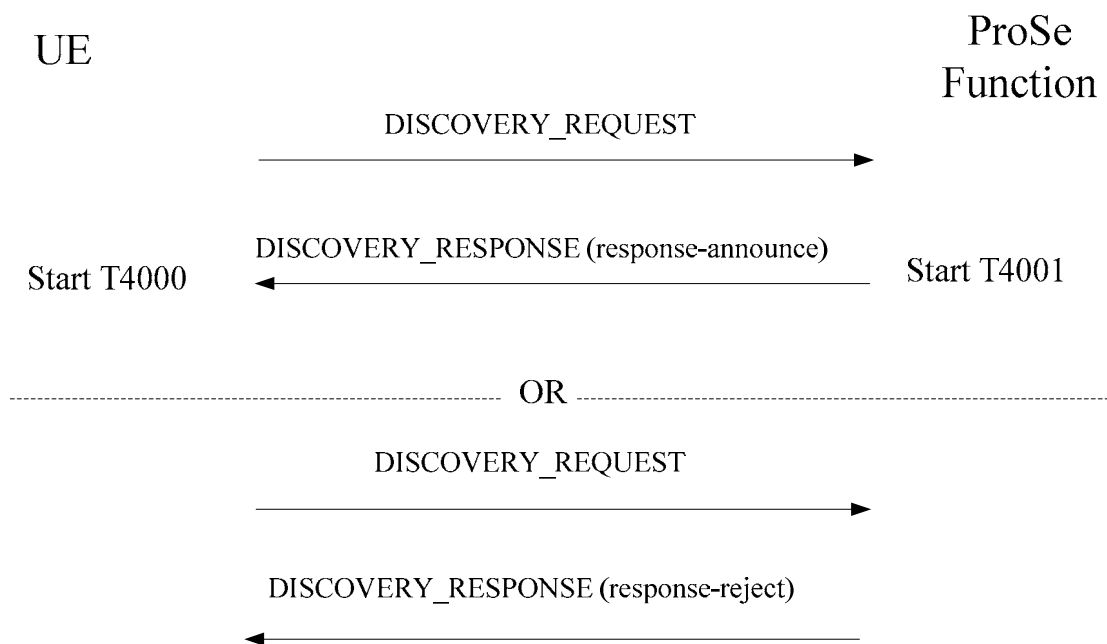 UE
ProSe
Function
DISCOVERY_REQUEST
DISCOVERY_RESPONSE (response-announce)
Start T4000
Start T4001
OR
DISCOVERY_REQUEST
DISCOVERY_RESPONSE (response-reject)